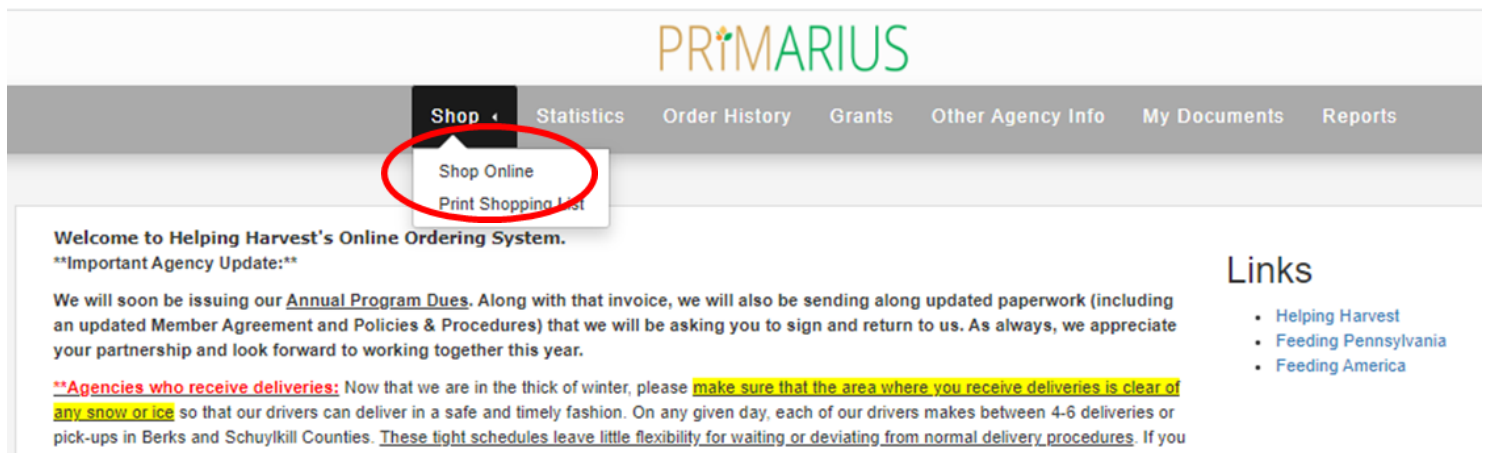 PRIMARIUS
Shop Statistics Order History Grants Other Agency Info My Documents Reports
Shop Online
Print Shopping List
Welcome to Helping Harvest's Online Ordering System.
**Important Agency Update:**
We will soon be issuing our Annual Program Dues. Along with that invoice, we will also be sending along updated paperwork (including
an updated Member Agreement and Policies & Procedures) that we will be asking you to sign and return to us. As always, we appreciate
your partnership and look forward to working together this year.
**Agencies who receive deliveries: Now that we are in the thick of winter, please make sure that the area where you receive deliveries is clear of
any snow or ice so that our drivers can deliver in a safe and timely fashion. On any given day, each of our drivers makes between 4-6 deliveries or
pick-ups in Berks and Schuylkill Counties. These tight schedules leave little flexibility for waiting or deviating from normal delivery procedures. If you
Links
Helping Harvest
Feeding Pennsylvania
Feeding America